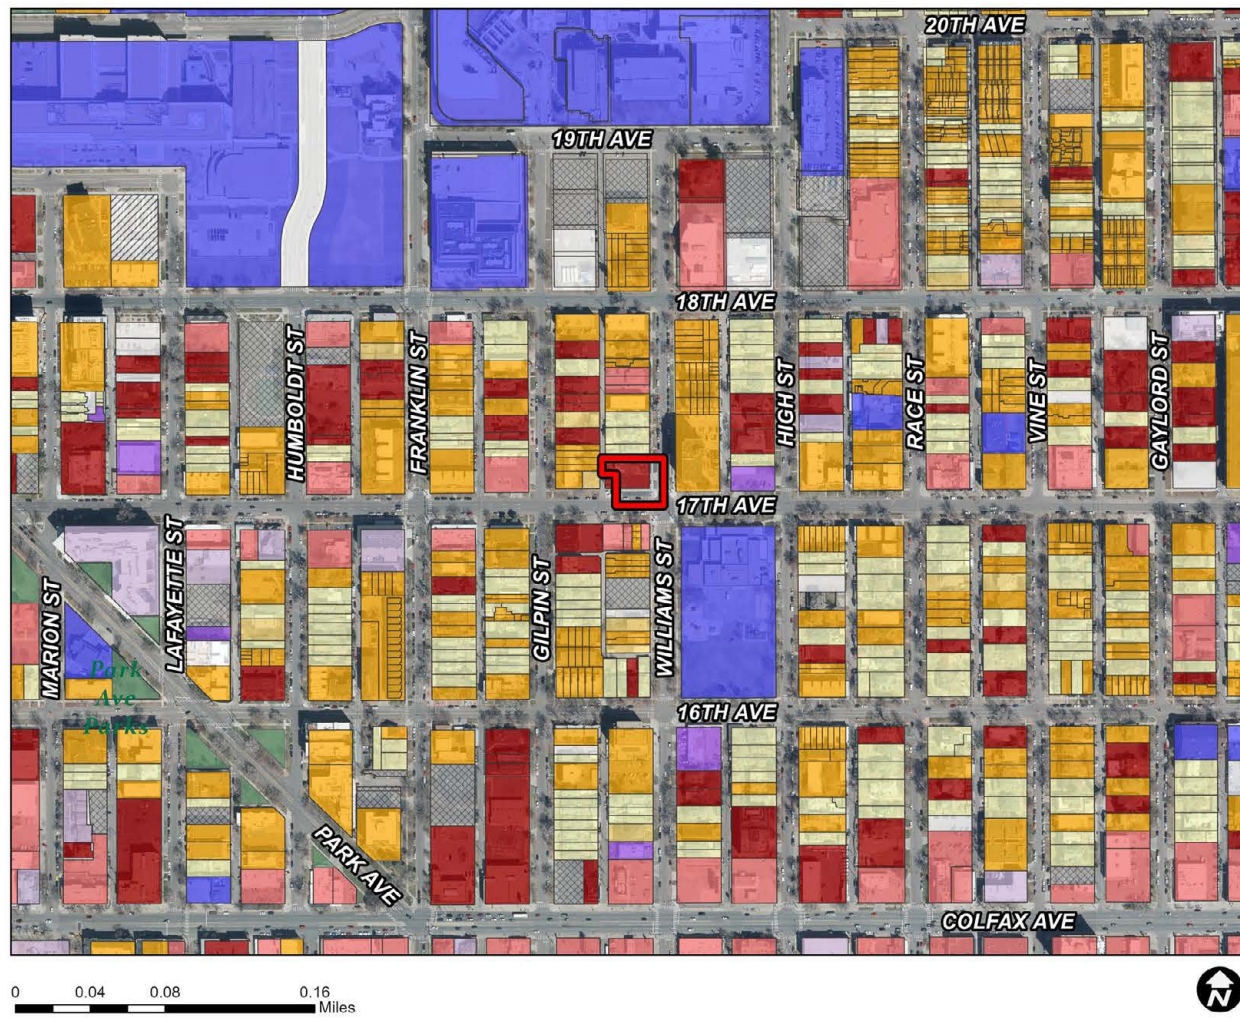 20TH AVE
19TH AVE
18TH AVE
HUMBOLDT ST
FRANKLIN ST
HIGH ST
RACE ST
VINE ST
GAYLORD ST
17TH AVE
MARION ST
LAFAYETTE ST
GILPIN ST
WILLIAMS ST
Park
Ave
Parks
16TH AVE
PARK AVE
COLFAX AVE
0 0.04 0.08 0.16
Miles
N